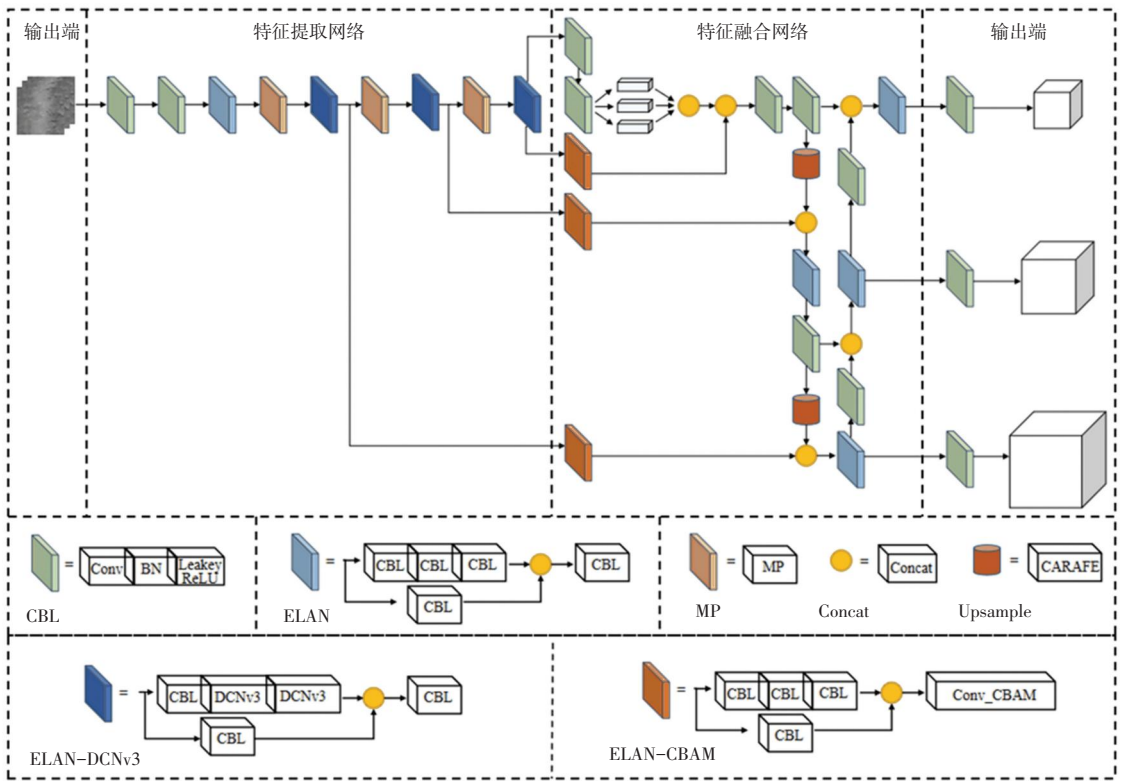 输出端
特征提取网络
特征融合网络
输出端
=
Conv
BN
Leakey
ReLU
CBL
=
CBL
CBL
CBL
CBL
CBL
ELAN
=
MP
MP
=
Concat
Concat
=
CARAFE
Upsample
=
CBL
DCNv3
DCNv3
CBL
CBL
ELAN-DCNv3
=
CBL
CBL
CBL
CBL
Conv_CBAM
ELAN-CBAM